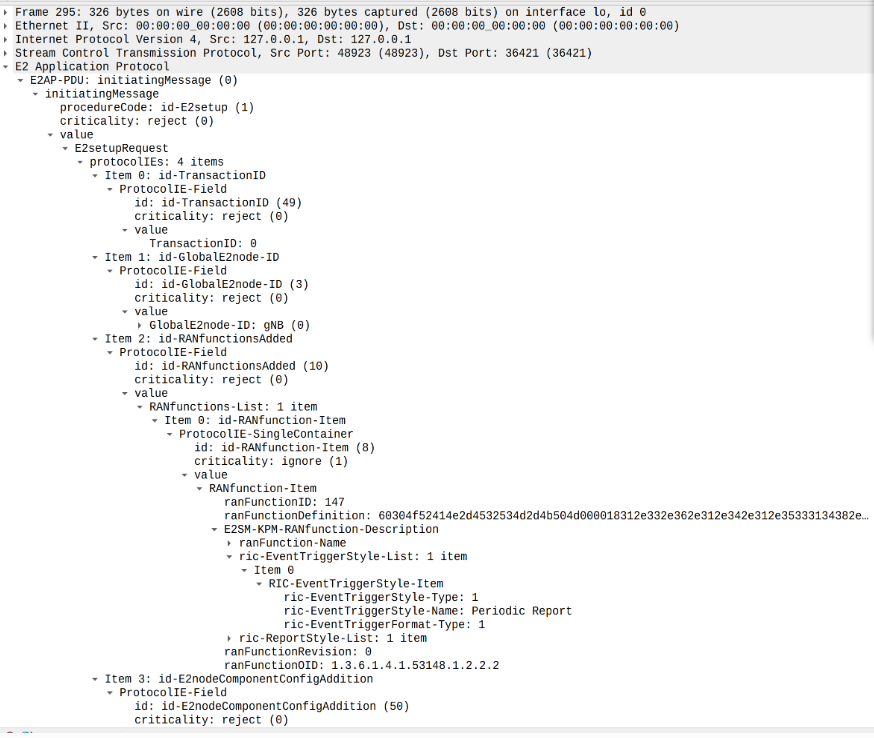 Frame 295: 326 bytes on wire (2608 bits), 326 bytes captured (2608 bits) on interface lo, id 0
Ethernet II, Src: 00:00:00_00:00:00 (00:00:00:00:00:00), Dst: 00:00:00_00:00:00 (00:00:00:00:00:00)
Internet Protocol Version 4, Src: 127.0.0.1, Dst: 127.0.0.1
Stream Control Transmission Protocol, Src Port: 48923 (48923), Dst Port: 36421 (36421)
E2 Application Protocol
E2AP-PDU: initiatingMessage (0)
initiatingMessage
procedureCode: id-E2setup (1)
criticality: reject (0)
value
E2setupRequest
protocolIEs: 4 items
Item 0: id-TransactionID
ProtocolIE-Field
id: id-TransactionID (49)
criticality: reject (0)
value
TransactionID: 0
Item 1: id-GlobalE2node-ID
ProtocolIE-Field
id: id-GlobalE2node-ID (3)
criticality: reject (0)
value
GlobalE2node-ID: gNB (0)
Item 2: id-RANfunctionsAdded
ProtocolIE-Field
id: id-RANfunctionsAdded (10)
criticality: reject (0)
value
RANfunctions-List: 1 item
Item 0: id-RANfunction-Item
ProtocolIE-SingleContainer
id: id-RANfunction-Item (8)
criticality: ignore (1)
value
RANfunction-Item
ranFunctionID: 147
ranFunctionDefinition: 60304f52414e2d4532534d2d4b504d000018312e332e362e312e342e312e35333134382e…
E2SM-KPM-RANfunction-Description
ranFunction-Name
ric-EventTriggerStyle-List: 1 item
Item 0
RIC-EventTriggerStyle-Item
ric-EventTriggerStyle-Type: 1
ric-EventTriggerStyle-Name: Periodic Report
ric-EventTriggerFormat-Type: 1
ric-ReportStyle-List: 1 item
ranFunctionRevision: 0
ranFunctionOID: 1.3.6.1.4.1.53148.1.2.2.2
Item 3: id-E2nodeComponentConfigAddition
ProtocolIE-Field
id: id-E2nodeComponentConfigAddition (50)
criticality: reject (0)